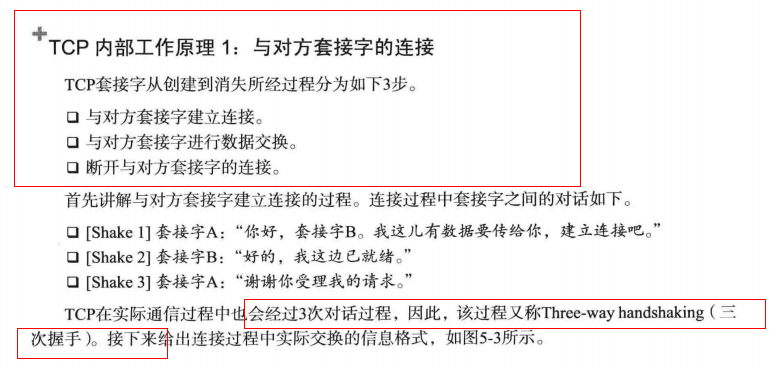 TCP 内部工作原理 1：与对方套接字的连接
TCP套接字从创建到消失所经过程分为如下3步。
❑ 与对方套接字建立连接。
❑ 与对方套接字进行数据交换。
❑ 断开与对方套接字的连接。
首先讲解与对方套接字建立连接的过程。连接过程中套接字之间的对话如下。
❑ [Shake 1] 套接字A：“你好，套接字B。我这儿有数据要传给你，建立连接吧。”
❑ [Shake 2] 套接字B：“好的，我这边已就绪。”
❑ [Shake 3] 套接字A：“谢谢你受理我的请求。”
TCP在实际通信过程中也会经过3次对话过程，因此，该过程又称Three-way handshaking（三
次握手）。接下来给出连接过程中实际交换的信息格式，如图5-3所示。